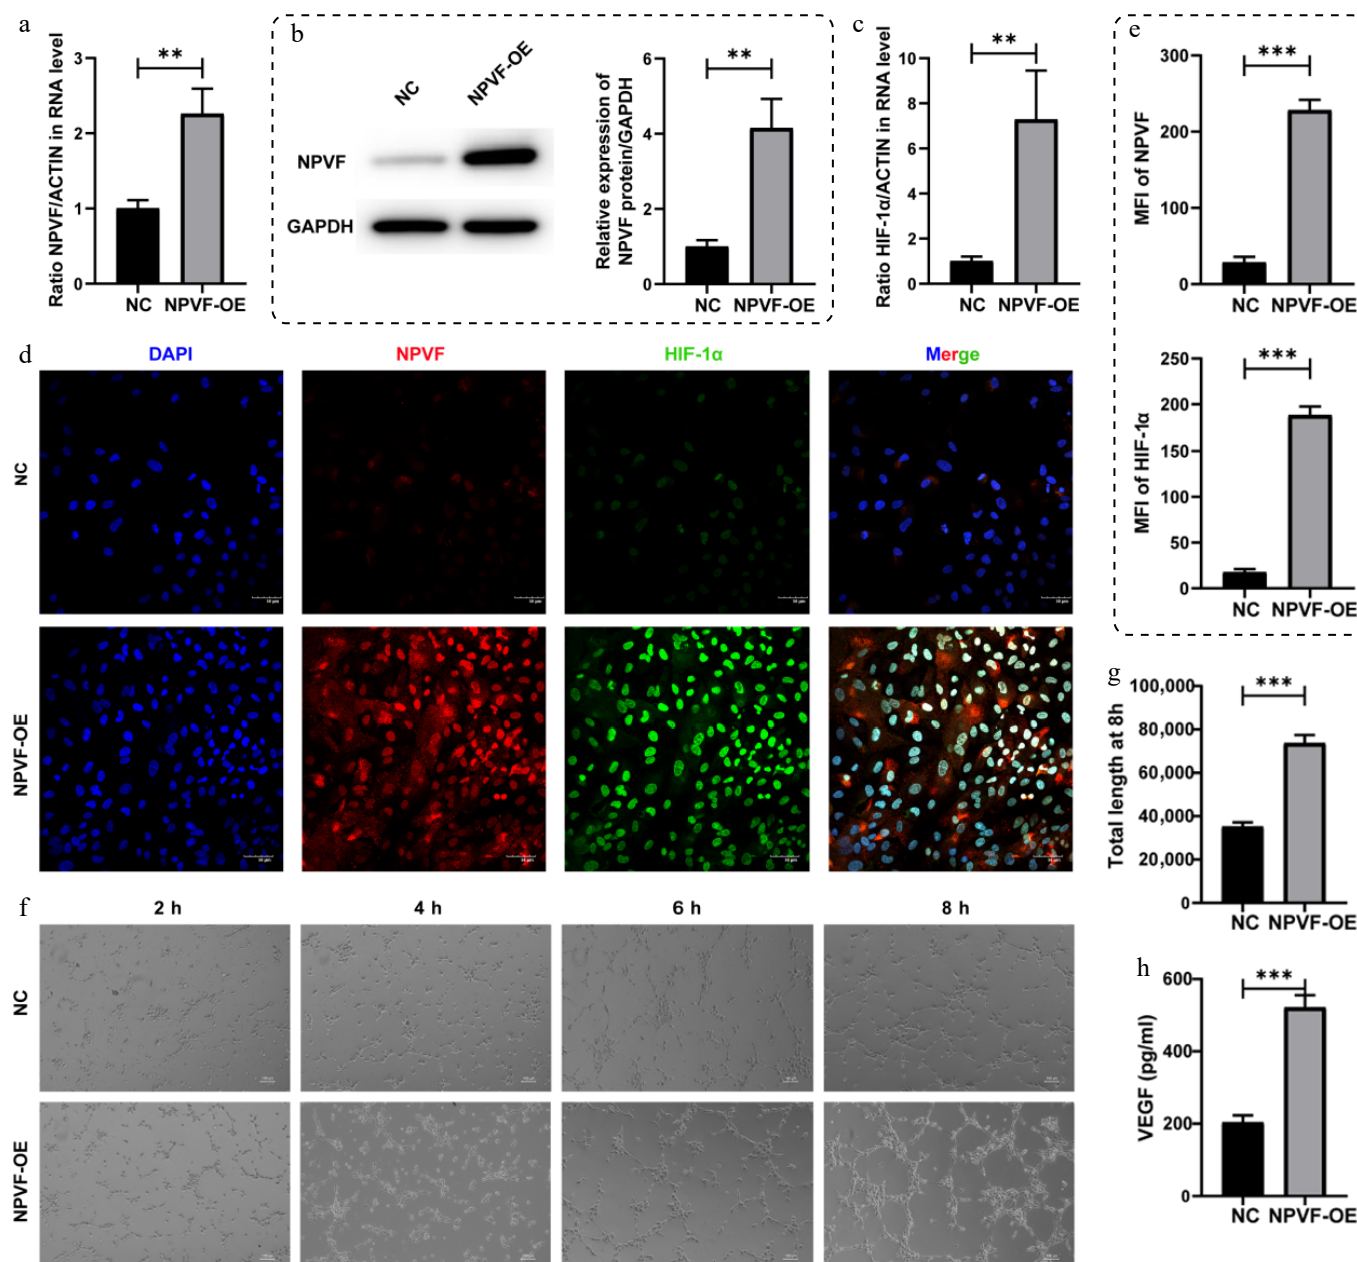 a
Ratio NPVF/ACTIN in RNA level
3
2
1
0
**
NC
NPVF-OE
b
NC
NPVF-OE
NPVF
GAPDH
Relative expression of
NPVF protein/GAPDH
6
4
2
0
**
NC
NPVF-OE
c
Ratio HIF-1α/ACTIN in RNA level
10
8
6
4
2
0
**
NC
NPVF-OE
e
MFI of NPVF
300
200
100
0
***
NC
NPVF-OE
MFI of HIF-1α
250
200
150
100
50
0
***
NC
NPVF-OE
d
DAPI
NPVF
HIF-1α
Merge
NC
NPVF-OE
f
2 h
4 h
6 h
8 h
NC
NPVF-OE
g
Total length at 8h
100,000
80,000
60,000
40,000
20,000
0
***
NC
NPVF-OE
h
VEGF (pg/ml)
600
400
200
0
***
NC
NPVF-OE